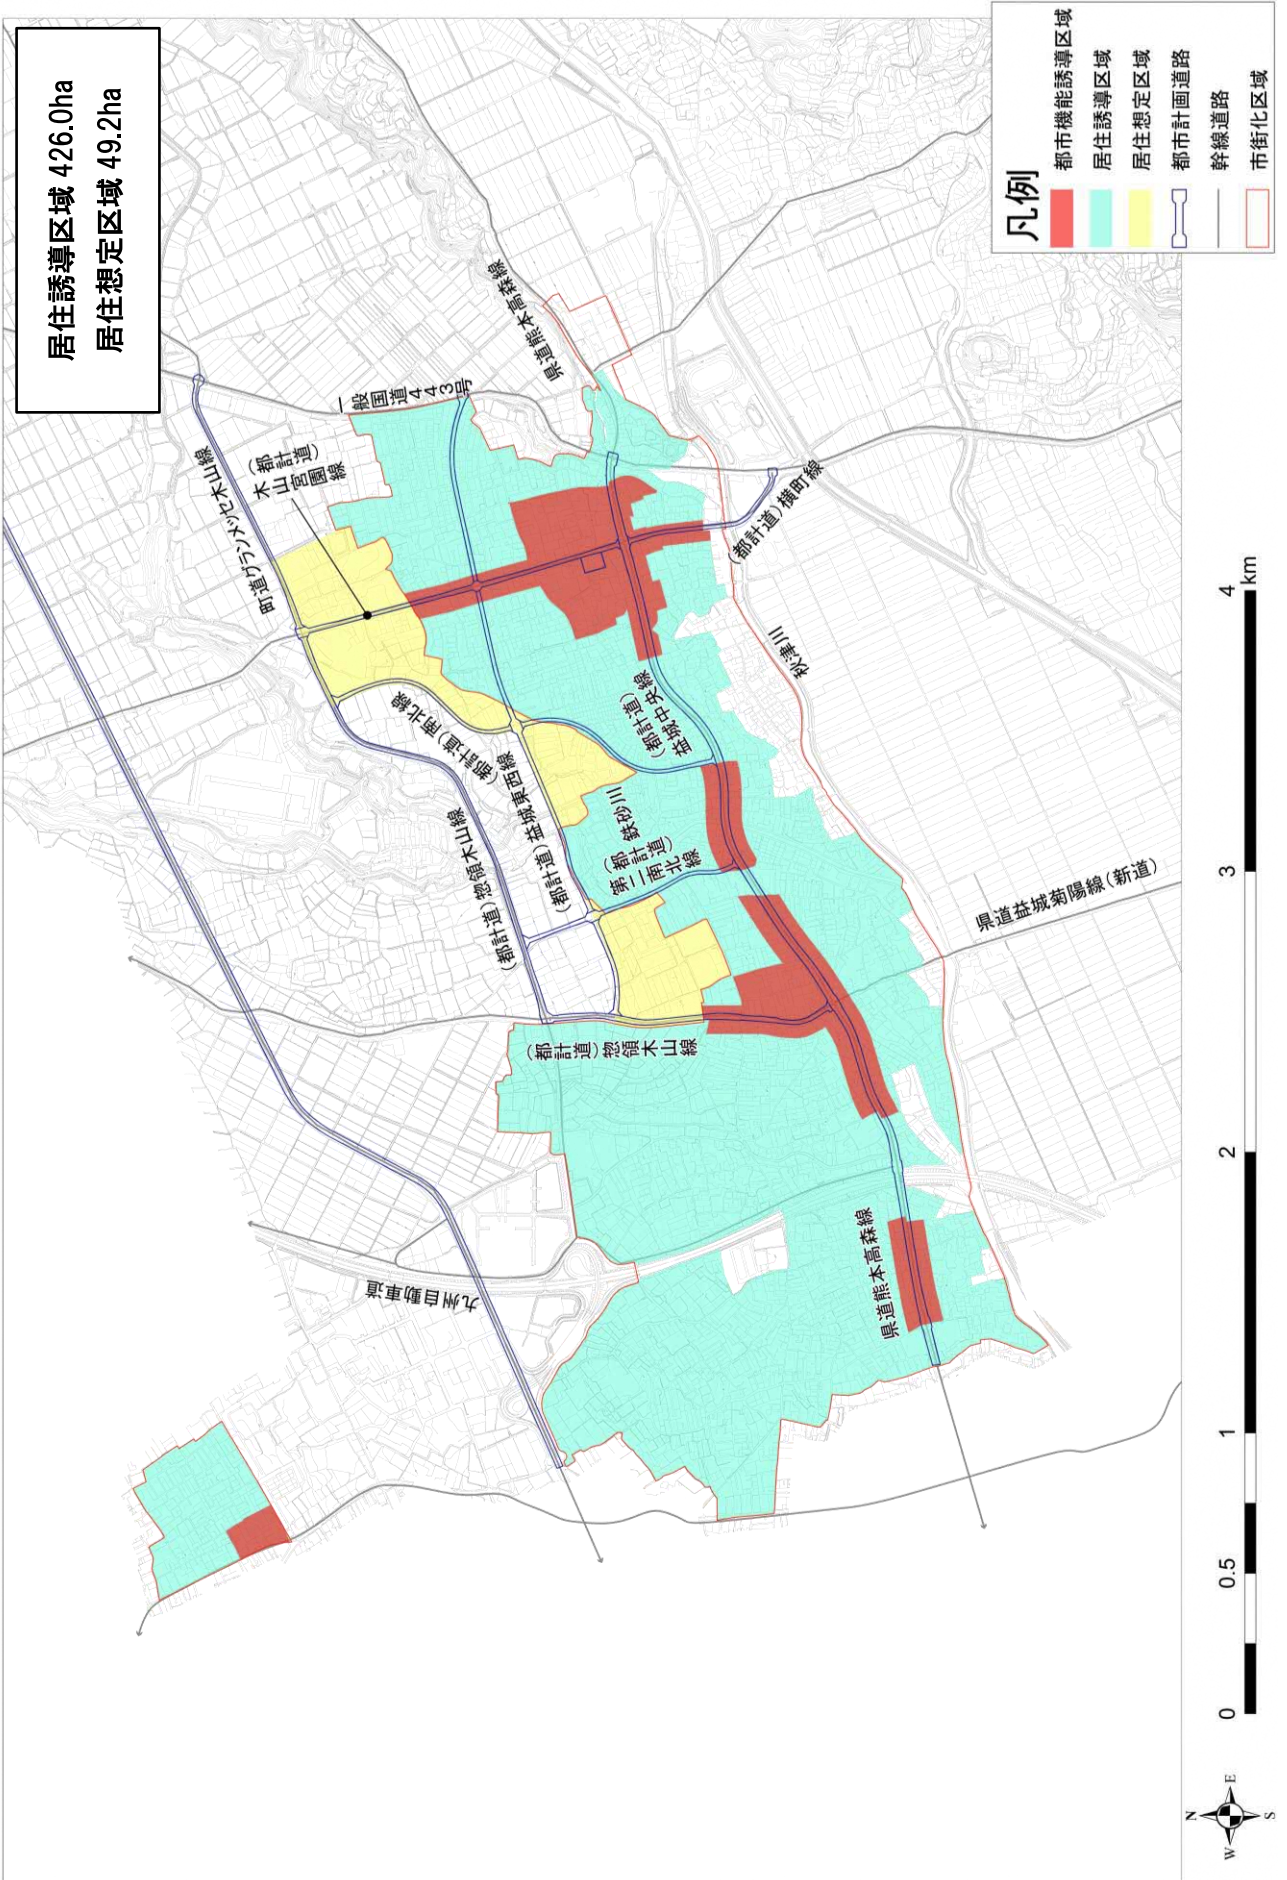 居住誘導区域 426.0ha
居住想定区域 49.2ha
凡例
都市機能誘導区域
居住誘導区域
居住想定区域
都市計画道路
幹線道路
市街化区域
町道グランメッセ木山線
(都計道)
木山宮園線
一般国道443号
県道熊本高森線
(都計道)南北線
(都計道)益城東西線
(都計道)惣領木山線
(都計道)
益城中央線
(都計道)横町線
秋津川
鉄砂川
(都計道)
第二南北線
(都計道)惣領木山線
県道益城菊陽線(新道)
九州自動車道
県道熊本高森線
0 0.5 1 2 3 4
km
N
W E
S